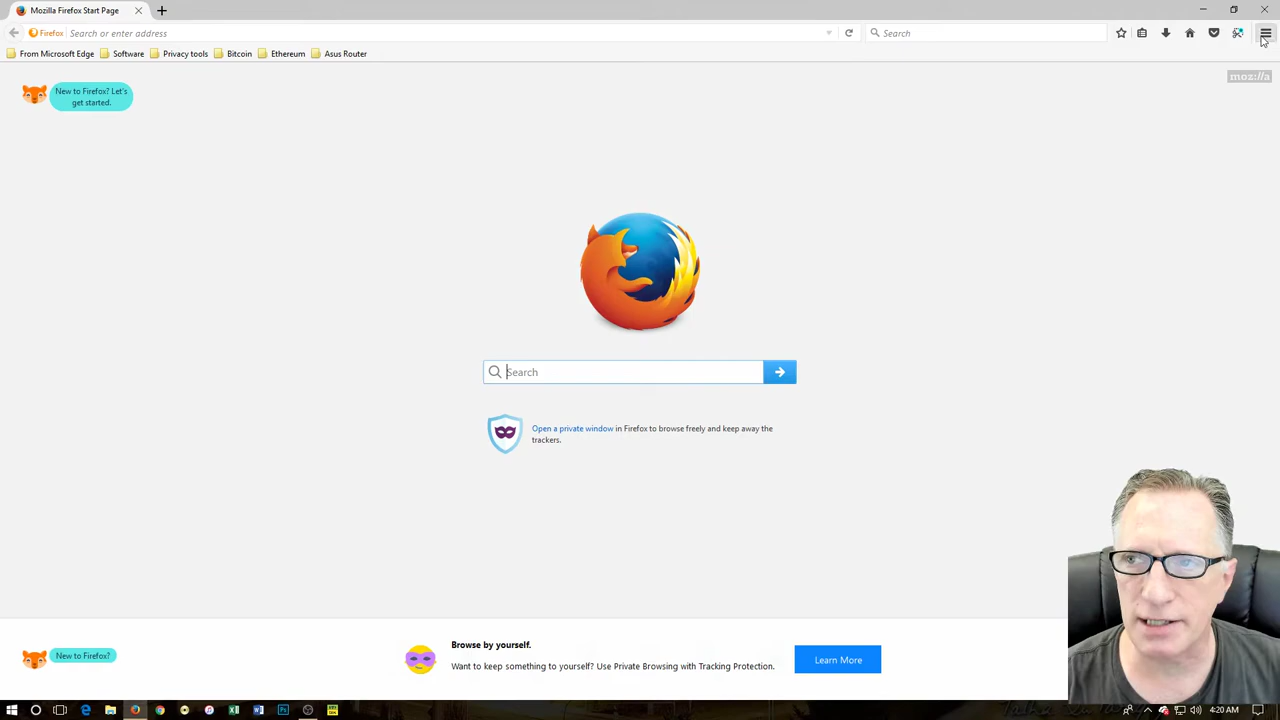 Mozilla Firefox Start Page
Firefox
Search or enter address
Search
From Microsoft Edge
Software
Privacy tools
Bitcoin
Ethereum
Asus Router
moz://a
New to Firefox? Let's
get started.
Search
Open a private window in Firefox to browse freely and keep away the
trackers.
New to Firefox?
Browse by yourself.
Want to keep something to yourself? Use Private Browsing with Tracking Protection.
Learn More
4:20 AM